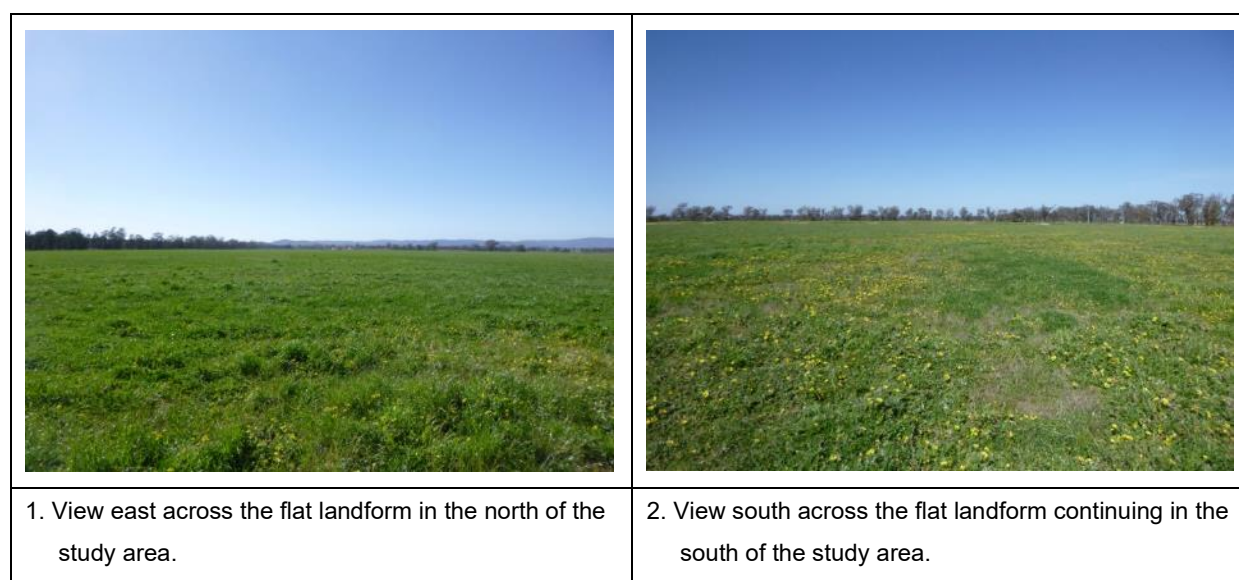 1. View east across the flat landform in the north of the
study area.
2. View south across the flat landform continuing in the
south of the study area.